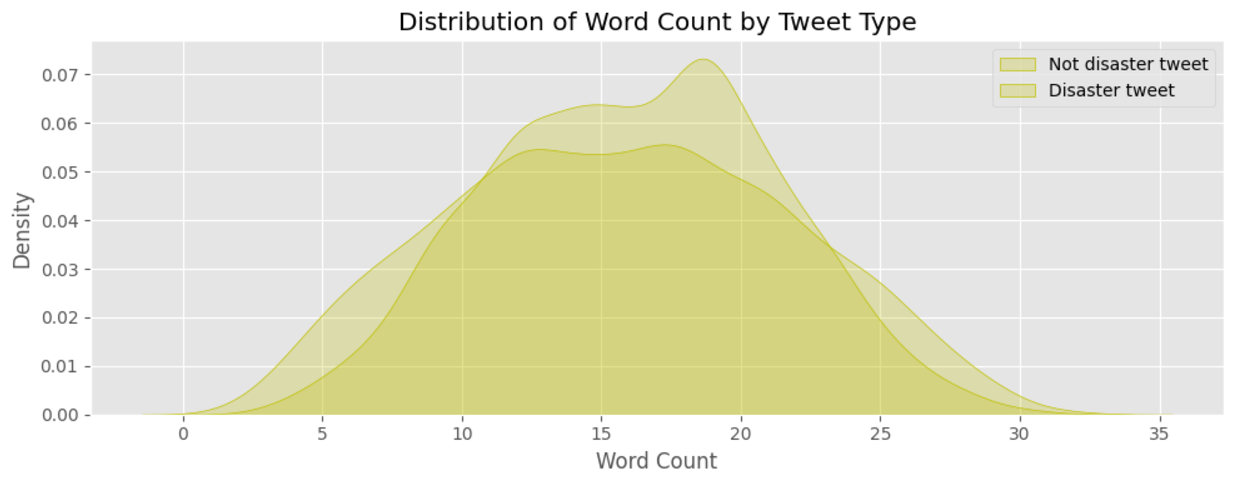 Distribution of Word Count by Tweet Type
Not disaster tweet
Disaster tweet
0.07
0.06
0.05
0.04
0.03
0.02
0.01
0.00
Density
0 5 10 15 20 25 30 35
Word Count